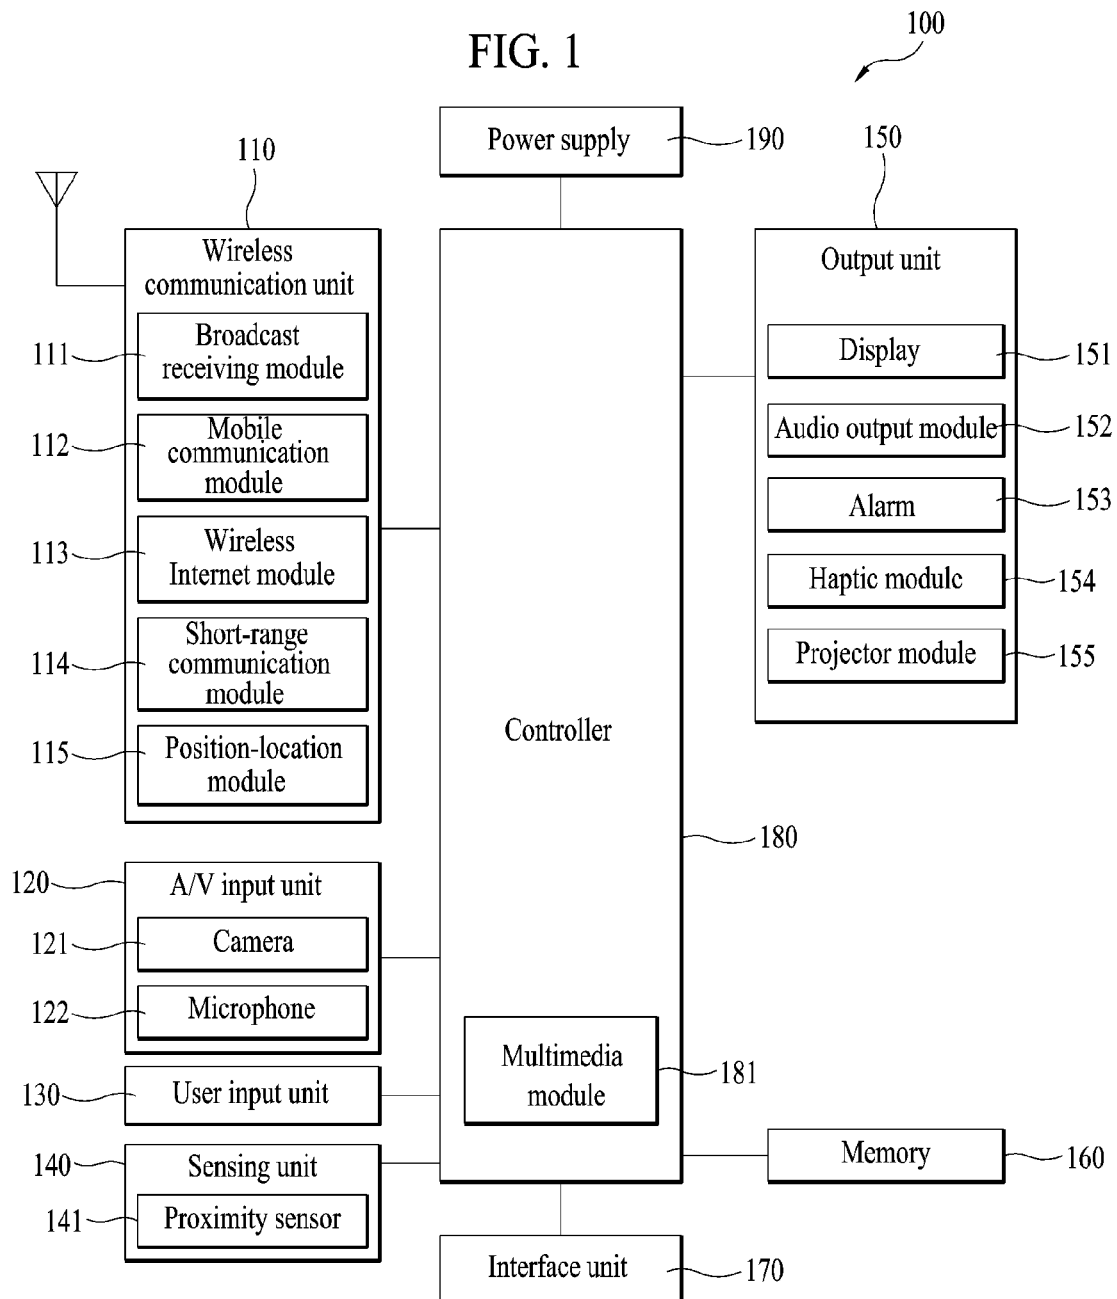 FIG. 1
100
Power supply
190
110
Wireless
communication unit
111
Broadcast
receiving module
112
Mobile
communication
module
113
Wireless
Internet module
114
Short-range
communication
module
115
Position-location
module
120
A/V input unit
121
Camera
122
Microphone
130
User input unit
140
Sensing unit
141
Proximity sensor
Controller
180
Multimedia
module
181
150
Output unit
Display
151
Audio output module
152
Alarm
153
Haptic module
154
Projector module
155
Memory
160
Interface unit
170